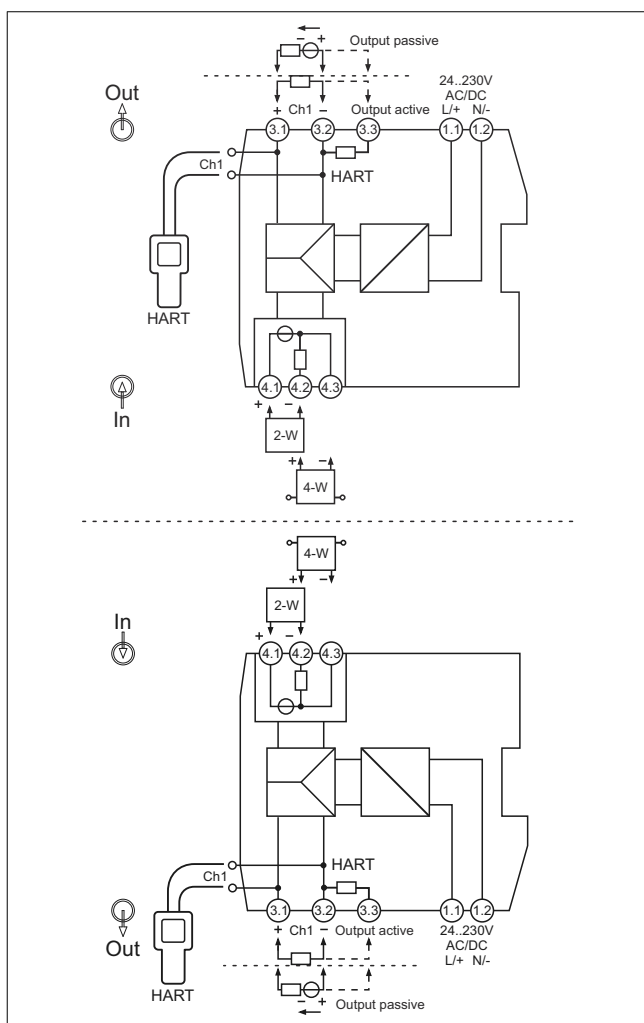 − + Output passive
24..230V
Out AC/DC
+ Ch1 − Output active L/+ N/-
3.1 3.2 3.3 1.1 1.2
Ch1
HART
HART
4.1 4.2 4.3
+ −
In
2-W
+ −
4-W
4-W
+ −
2-W
In
+ −
4.1 4.2 4.3
HART
Ch1
3.1 3.2 3.3 1.1 1.2
+ Ch1 − Output active 24..230V
Out AC/DC
L/+ N/-
HART
− + Output passive